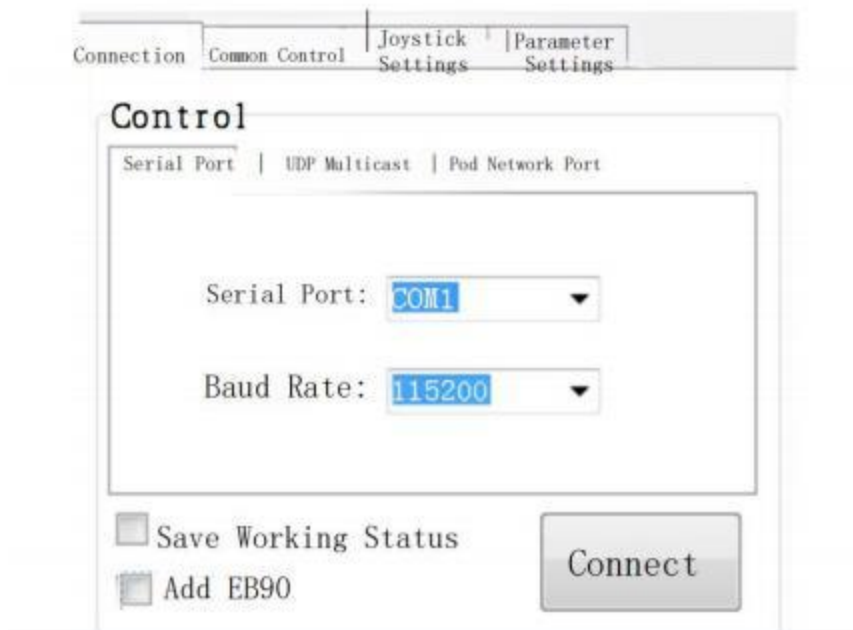 Connection
Common Control
Joystick Settings
Parameter Settings
Control
Serial Port | UDP Multicast | Pod Network Port
Serial Port: COM1
Baud Rate: 115200
Save Working Status
Add EB90
Connect